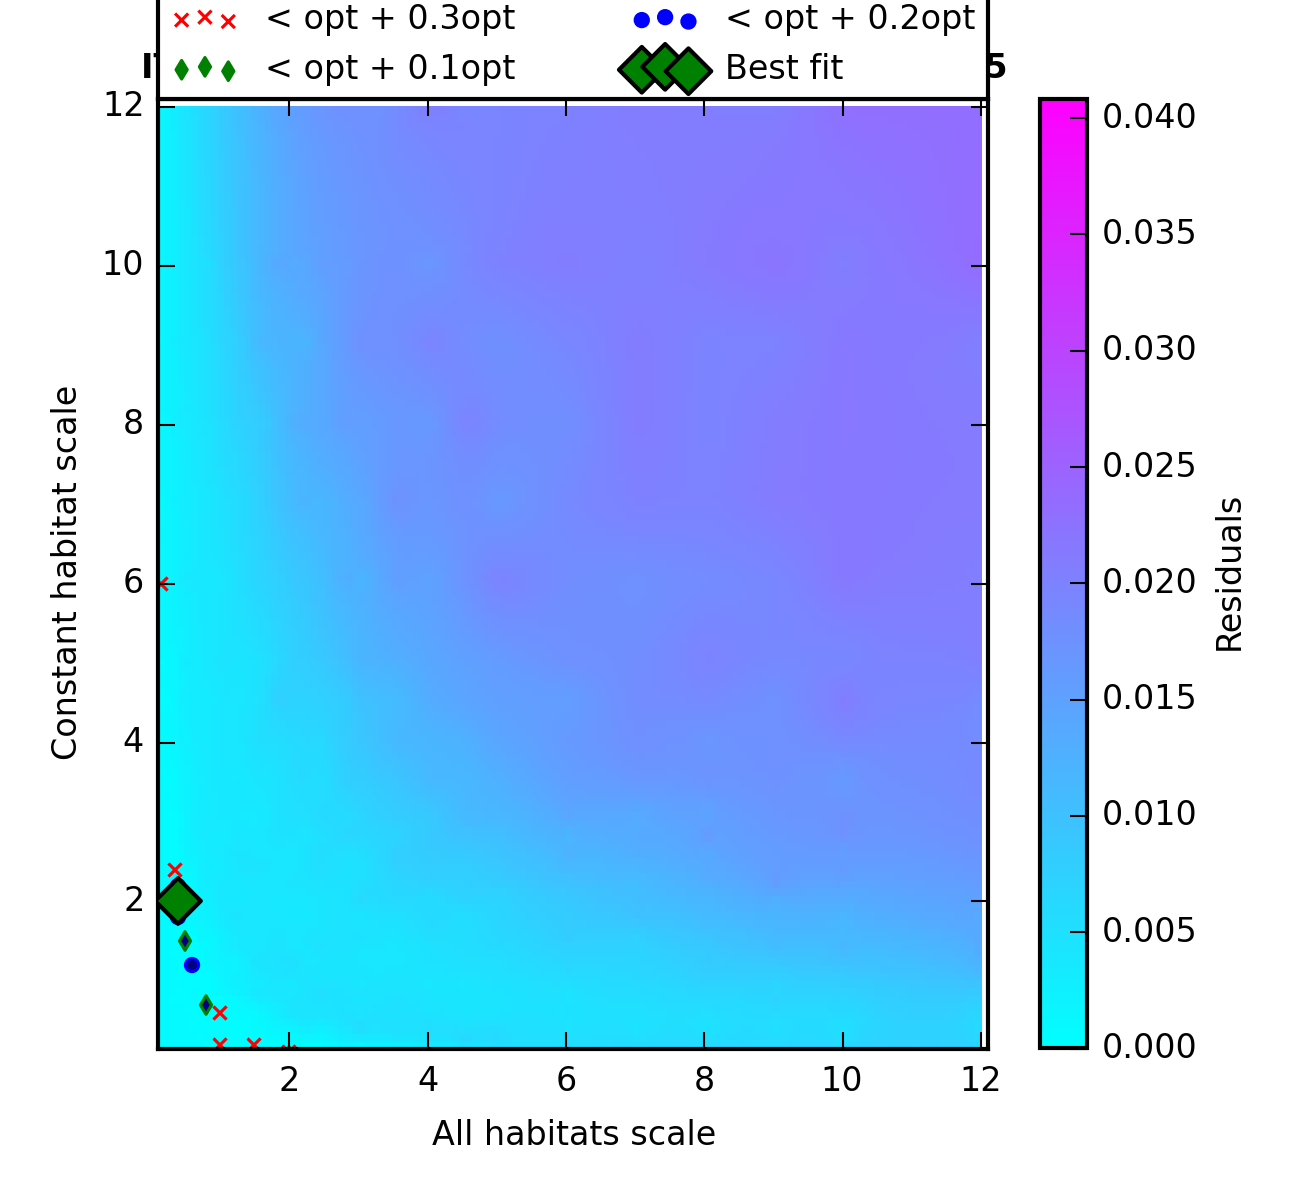 < opt + 0.3opt
< opt + 0.2opt
< opt + 0.1opt
Best fit
5
12
10
8
6
4
2
Constant habitat scale
2 4 6 8 10 12
All habitats scale
0.040
0.035
0.030
0.025
0.020
0.015
0.010
0.005
0.000
Residuals